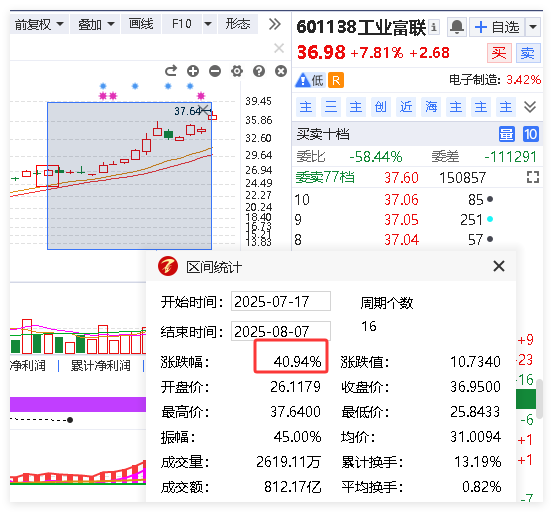 前复权 叠加 画线 F10 形态
601138工业富联
36.98 +7.81% +2.68
+自选
买 卖
低 R 电子制造: 3.42%
主 三 主 创 近 海 主 主 主
买卖十档 量 10
委比 -58.44% 委差 -1111291
委卖77档 37.60 150857
10 37.06 85
9 37.05 251
8 37.04 57
37.64
39.45
35.86
32.60
29.64
26.94
24.49
22.27
20.24
18.40
16.73
15.21
13.83
区间统计
开始时间: 2025-07-17 周期个数
结束时间: 2025-08-07 16
涨跌幅: 40.94% 涨跌值: 10.7340
开盘价: 26.1179 收盘价: 36.9500
最高价: 37.6400 最低价: 25.8433
振幅: 45.00% 均价: 31.0094
成交量: 2619.11万 累计换手: 13.19%
成交额: 812.17亿 平均换手: 0.82%
净利润 累计净利润
+9
-23
-16
-6
+1
-7